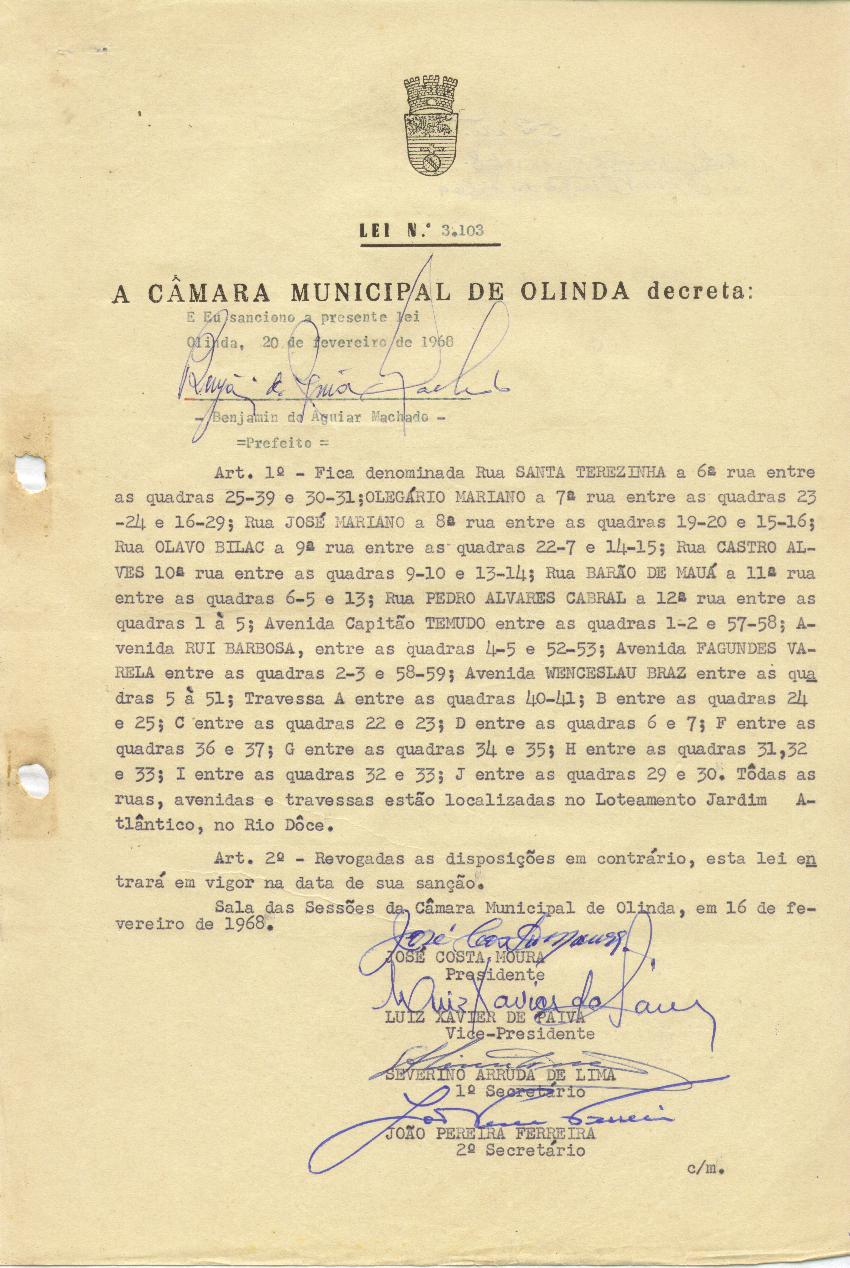 LEI N.º 3.103
A CÂMARA MUNICIPAL DE OLINDA decreta:
E Eu sanciono a presente lei
Olinda, 20 de fevereiro de 1968
- Benjamin de Aguiar Machado -
=Prefeito =
Art. 1º - Fica denominada Rua SANTA TEREZINHA a 6ª rua entre
as quadras 25-39 e 30-31;OLEGÁRIO MARIANO a 7ª rua entre as quadras 23
-24 e 16-29; Rua JOSÉ MARIANO a 8ª rua entre as quadras 19-20 e 15-16;
Rua OLAVO BILAC a 9ª rua entre as quadras 22-7 e 14-15; Rua CASTRO AL-
VES 10ª rua entre as quadras 9-10 e 13-14; Rua BARÃO DE MAUÁ a 11ª rua
entre as quadras 6-5 e 13; Rua PEDRO ALVARES CABRAL a 12ª rua entre as
quadras 1 à 5; Avenida Capitão TEMUDO entre as quadras 1-2 e 57-58; A-
venida RUI BARBOSA, entre as quadras 4-5 e 52-53; Avenida FAGUNDES VA-
RELA entre as quadras 2-3 e 58-59; Avenida WENCESLAU BRAZ entre as qua
dras 5 à 51; Travessa A entre as quadras 40-41; B entre as quadras 24
e 25; C entre as quadras 22 e 23; D entre as quadras 6 e 7; F entre as
quadras 36 e 37; G entre as quadras 34 e 35; H entre as quadras 31,32
e 33; I entre as quadras 32 e 33; J entre as quadras 29 e 30. Tôdas as
ruas, avenidas e travessas estão localizadas no Loteamento Jardim A-
tlântico, no Rio Dôce.
Art. 2º - Revogadas as disposições em contrário, esta lei en
trará em vigor na data de sua sanção.
Sala das Sessões da Câmara Municipal de Olinda, em 16 de fe-
vereiro de 1968.
José Costa Moura
JOSÉ COSTA MOURA
Presidente
Luiz Xavier de Paiva
LUIZ XAVIER DE PAIVA
Vice-Presidente
SEVERINO ARRUDA DE LIMA
1º Secretário
JOÃO PEREIRA FERREIRA
2º Secretário
c/m.